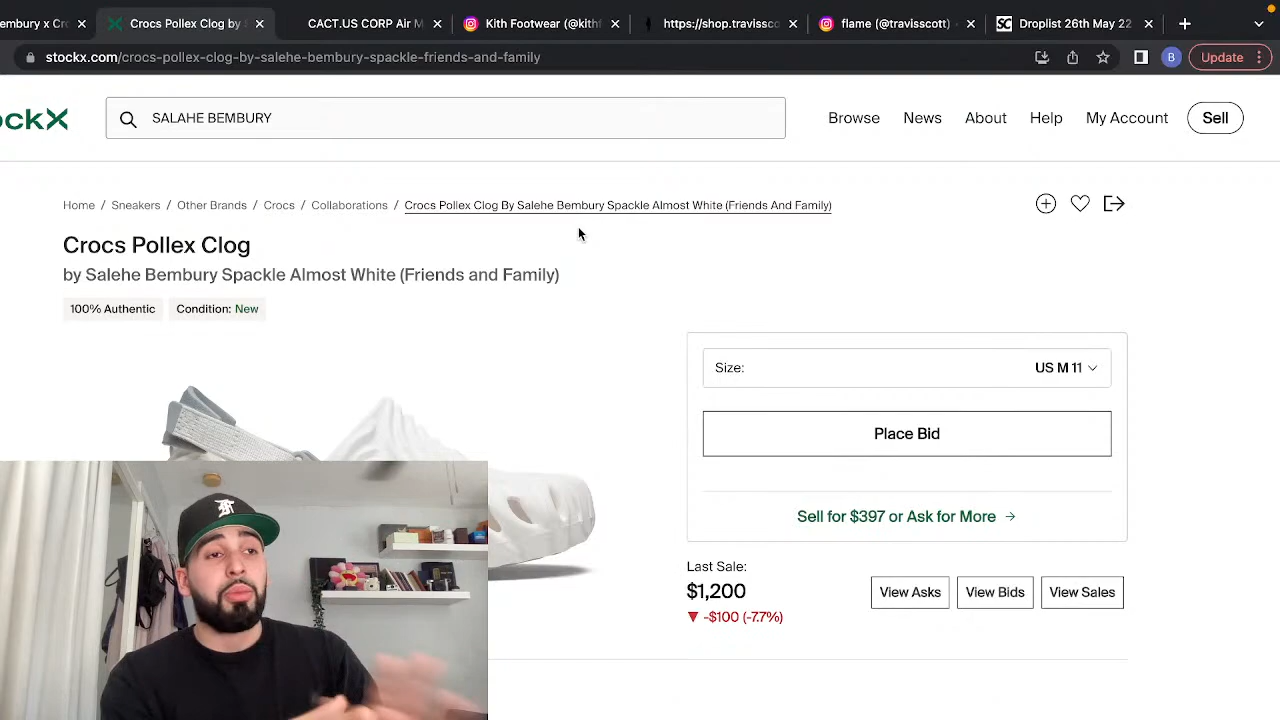 embury x Cro
Crocs Pollex Clog by S
CACT.US CORP Air M
Kith Footwear (@kithf
https://shop.travissco
flame (@travisscott)
Droplist 26th May 22
stockx.com/crocs-pollex-clog-by-salehe-bembury-spackle-friends-and-family
B
Update
ockX
SALAHE BEMBURY
Browse
News
About
Help
My Account
Sell
Home / Sneakers / Other Brands / Crocs / Collaborations / Crocs Pollex Clog By Salehe Bembury Spackle Almost White (Friends And Family)
Crocs Pollex Clog
by Salehe Bembury Spackle Almost White (Friends and Family)
100% Authentic
Condition: New
Size:
US M 11
Place Bid
Sell for $397 or Ask for More
Last Sale:
$1,200
-$100 (-7.7%)
View Asks
View Bids
View Sales